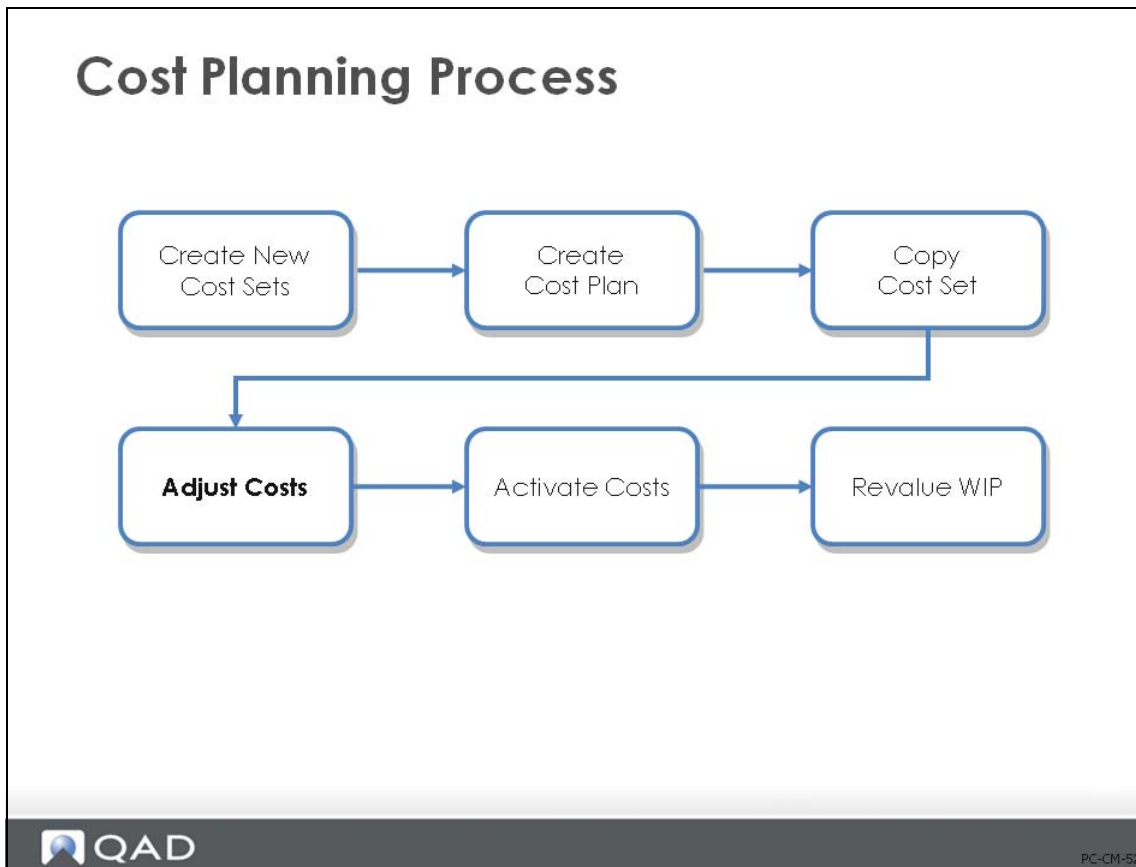 Cost Planning Process
Create New
Cost Sets
Create
Cost Plan
Copy
Cost Set
Adjust Costs
Activate Costs
Revalue WIP
QAD